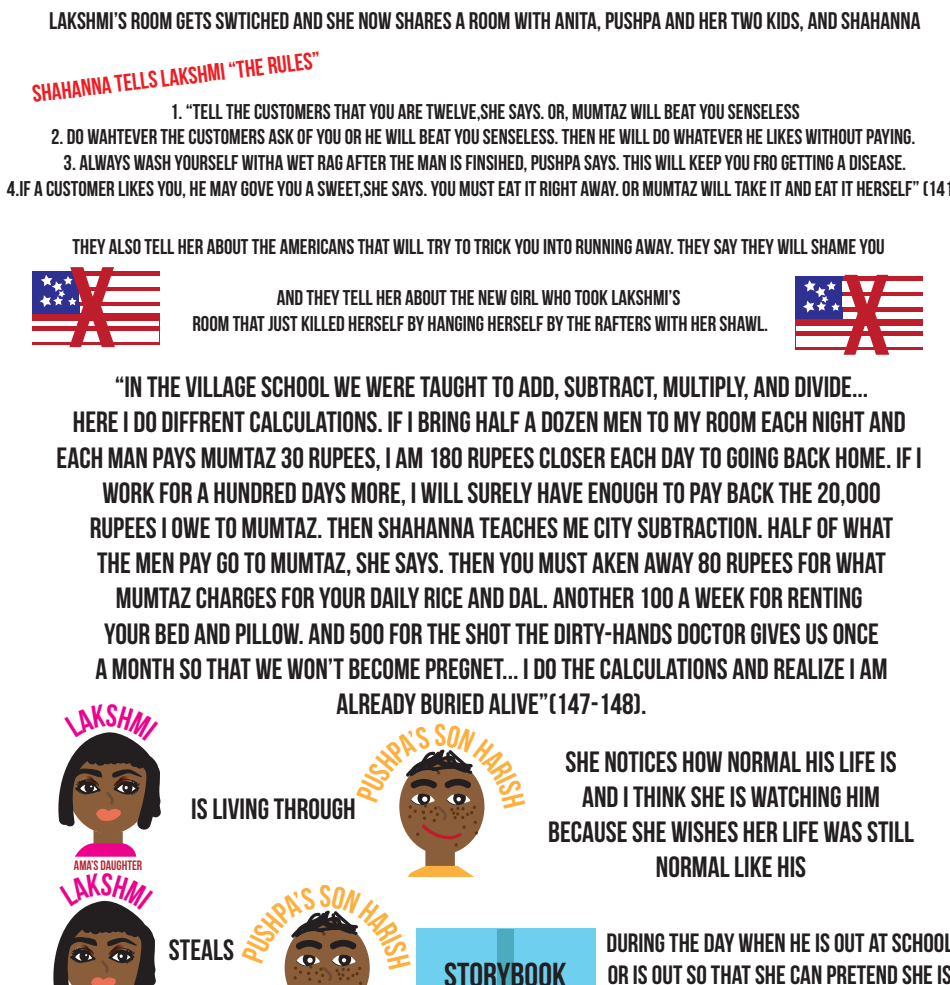 LAKSHMI'S ROOM GETS SWTICHED AND SHE NOW SHARES A ROOM WITH ANITA, PUSHPA AND HER TWO KIDS, AND SHAHANNA
SHAHANNA TELLS LAKSHMI "THE RULES"
1. "TELL THE CUSTOMERS THAT YOU ARE TWELVE,SHE SAYS. OR, MUMTAZ WILL BEAT YOU SENSELESS
2. DO WAHTEVER THE CUSTOMERS ASK OF YOU OR HE WILL BEAT YOU SENSELESS. THEN HE WILL DO WHATEVER HE LIKES WITHOUT PAYING.
3. ALWAYS WASH YOURSELF WITHA WET RAG AFTER THE MAN IS FINSIHED, PUSHPA SAYS. THIS WILL KEEP YOU FRO GETTING A DISEASE.
4.IF A CUSTOMER LIKES YOU, HE MAY GOVE YOU A SWEET,SHE SAYS. YOU MUST EAT IT RIGHT AWAY. OR MUMTAZ WILL TAKE IT AND EAT IT HERSELF" (141
THEY ALSO TELL HER ABOUT THE AMERICANS THAT WILL TRY TO TRICK YOU INTO RUNNING AWAY. THEY SAY THEY WILL SHAME YOU
AND THEY TELL HER ABOUT THE NEW GIRL WHO TOOK LAKSHMI'S
ROOM THAT JUST KILLED HERSELF BY HANGING HERSELF BY THE RAFTERS WITH HER SHAWL.
"IN THE VILLAGE SCHOOL WE WERE TAUGHT TO ADD, SUBTRACT, MULTIPLY, AND DIVIDE...
HERE I DO DIFFRENT CALCULATIONS. IF I BRING HALF A DOZEN MEN TO MY ROOM EACH NIGHT AND
EACH MAN PAYS MUMTAZ 30 RUPEES, I AM 180 RUPEES CLOSER EACH DAY TO GOING BACK HOME. IF I
WORK FOR A HUNDRED DAYS MORE, I WILL SURELY HAVE ENOUGH TO PAY BACK THE 20,000
RUPEES I OWE TO MUMTAZ. THEN SHAHANNA TEACHES ME CITY SUBTRACTION. HALF OF WHAT
THE MEN PAY GO TO MUMTAZ, SHE SAYS. THEN YOU MUST AKEN AWAY 80 RUPEES FOR WHAT
MUMTAZ CHARGES FOR YOUR DAILY RICE AND DAL. ANOTHER 100 A WEEK FOR RENTING
YOUR BED AND PILLOW. AND 500 FOR THE SHOT THE DIRTY-HANDS DOCTOR GIVES US ONCE
A MONTH SO THAT WE WON'T BECOME PREGNET... I DO THE CALCULATIONS AND REALIZE I AM
ALREADY BURIED ALIVE"(147-148).
LAKSHMI
AMA'S DAUGHTER
IS LIVING THROUGH
PUSHPA'S SON HARISH
SHE NOTICES HOW NORMAL HIS LIFE IS
AND I THINK SHE IS WATCHING HIM
BECAUSE SHE WISHES HER LIFE WAS STILL
NORMAL LIKE HIS
LAKSHMI
STEALS
PUSHPA'S SON HARISH
STORYBOOK
DURING THE DAY WHEN HE IS OUT AT SCHOOL
OR IS OUT SO THAT SHE CAN PRETEND SHE IS